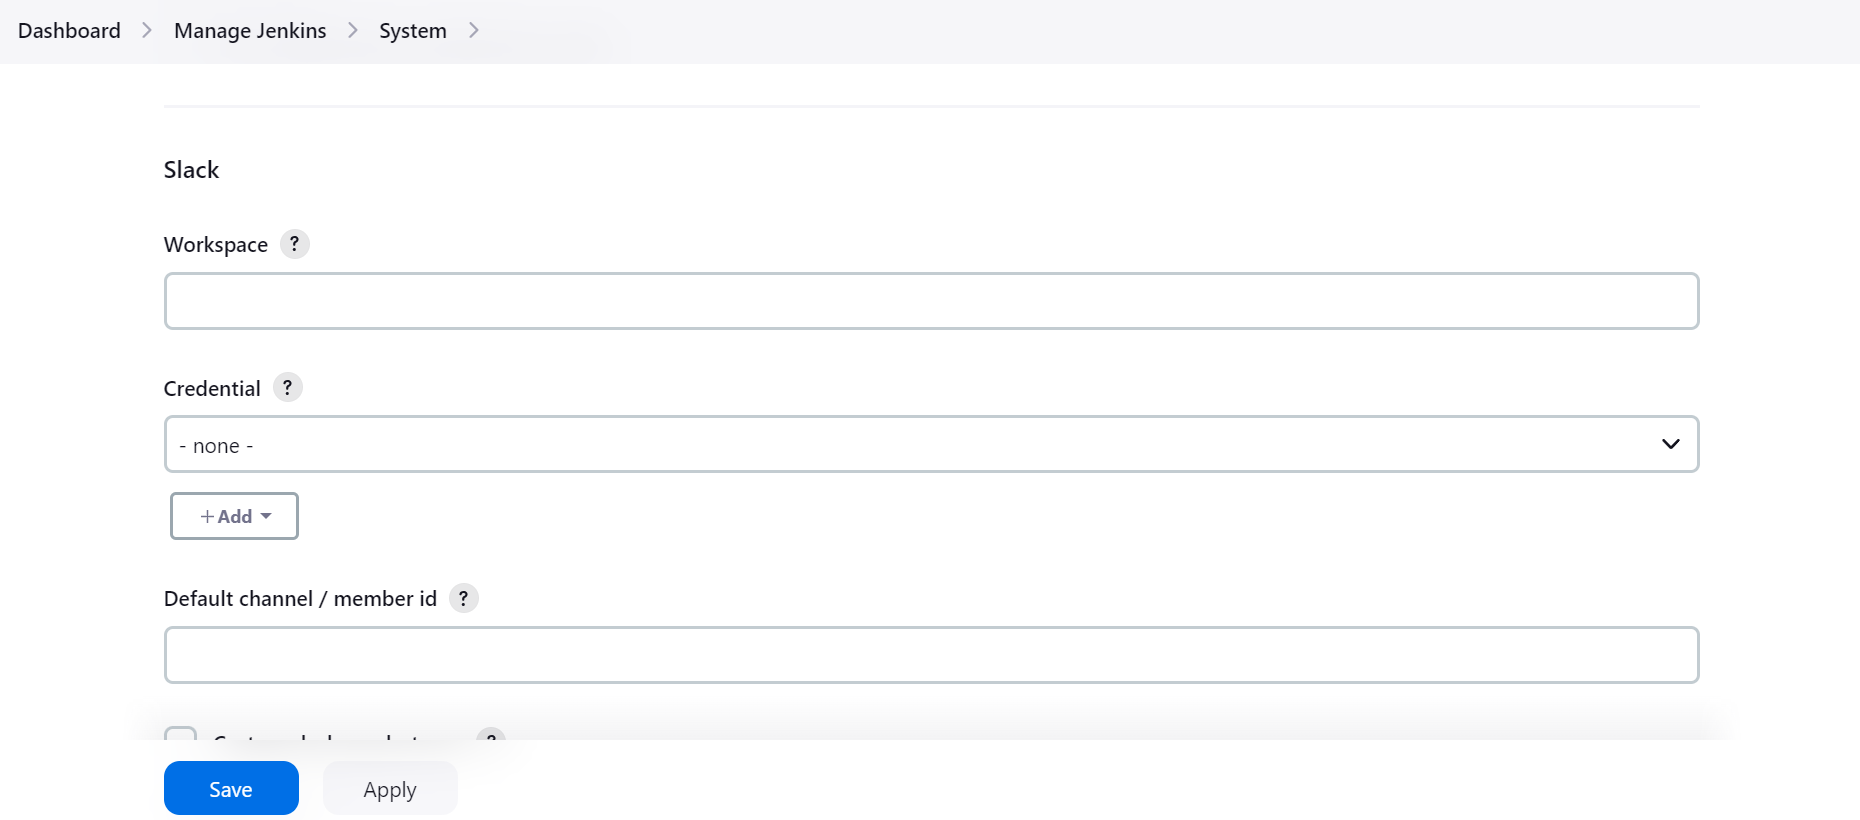 Dashboard > Manage Jenkins > System >
Slack
Workspace ?
Credential ?
- none -
+ Add
Default channel / member id ?
Save Apply